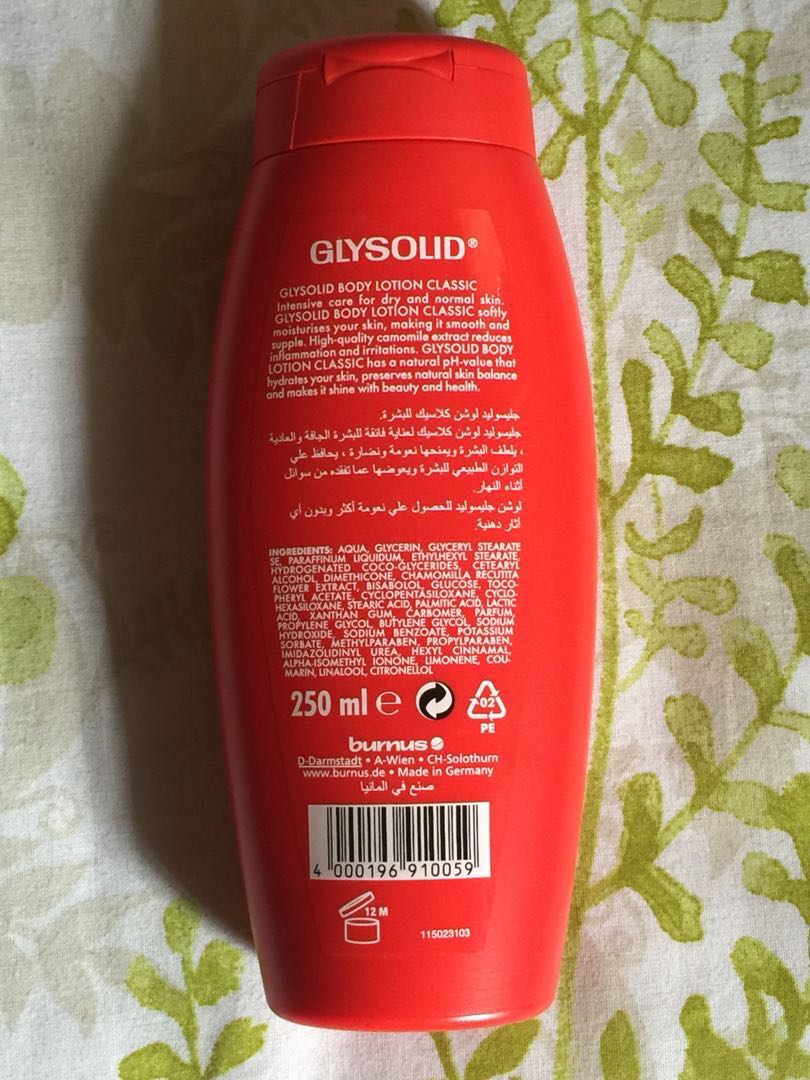 GLYSOLID®
GLYSOLID BODY LOTION CLASSIC
Intensive care for dry and normal skin.
GLYSOLID BODY LOTION CLASSIC softly
moisturises your skin, making it smooth and
supple. High-quality camomile extract reduces
inflammation and irritations. GLYSOLID BODY
LOTION CLASSIC has a natural pH-value that
hydrates your skin, preserves natural skin balance
and makes it shine with beauty and health.
جليسوليد لوشن كلاسيك للبشرة.
جليسوليد لوشن كلاسيك لعناية فائقة للبشرة الجافة والعادية
، يلطف البشرة ويمنحها نعومة ونضارة ، يحافظ علي
التوازن الطبيعي للبشرة ويعوضها عما تفقده من سوائل
أثناء النهار.
لوشن جليسوليد للحصول علي نعومة أكثر وبدون أي
أثار دهنية.
INGREDIENTS: AQUA, GLYCERIN, GLYCERYL STEARATE
SE, PARAFFINUM LIQUIDUM, ETHYLHEXYL STEARATE,
HYDROGENATED COCO-GLYCERIDES, CETEARYL
ALCOHOL, DIMETHICONE, CHAMOMILLA RECUTITA
FLOWER EXTRACT, BISABOLOL, GLUCOSE, TOCO-
PHERYL ACETATE, CYCLOPENTASILOXANE, CYCLO-
HEXASILOXANE, STEARIC ACID, PALMITIC ACID, LACTIC
ACID, XANTHAN GUM, CARBOMER, PARFUM,
PROPYLENE GLYCOL, BUTYLENE GLYCOL, SODIUM
HYDROXIDE, SODIUM BENZOATE, POTASSIUM
SORBATE, METHYLPARABEN, PROPYLPARABEN,
IMIDAZOLIDINYL UREA, HEXYL CINNAMAL,
ALPHA-ISOMETHYL IONONE, LIMONENE, COU-
MARIN, LINALOOL, CITRONELLOL
250 ml ℮ 02
PE
burnus
D-Darmstadt • A-Wien • CH-Solothurn
www.burnus.de • Made in Germany
صنع في المانيا
4 000196 910059
12 M
115023103